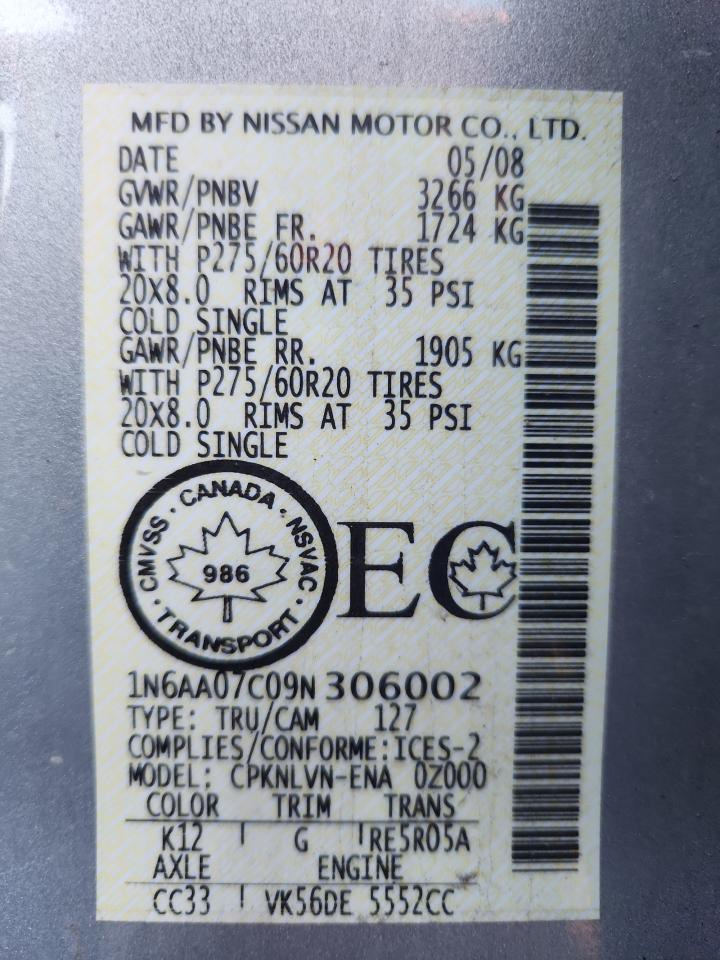 MFD BY NISSAN MOTOR CO., LTD.
DATE 05/08
GVWR/PNBV 3266 KG
GAWR/PNBE FR. 1724 KG
WITH P275/60R20 TIRES
20X8.0 RIMS AT 35 PSI
COLD SINGLE
GAWR/PNBE RR. 1905 KG
WITH P275/60R20 TIRES
20X8.0 RIMS AT 35 PSI
COLD SINGLE
CMVSS · CANADA · NSVAC · TRANSPORT ·
986
EC
1N6AA07C09N 306002
TYPE: TRU/CAM 127
COMPLIES/CONFORME:ICES-2
MODEL: CPKNLVN-ENA 0Z000
COLOR TRIM TRANS
K12 G RE5R05A
AXLE ENGINE
CC33 VK56DE 5552CC